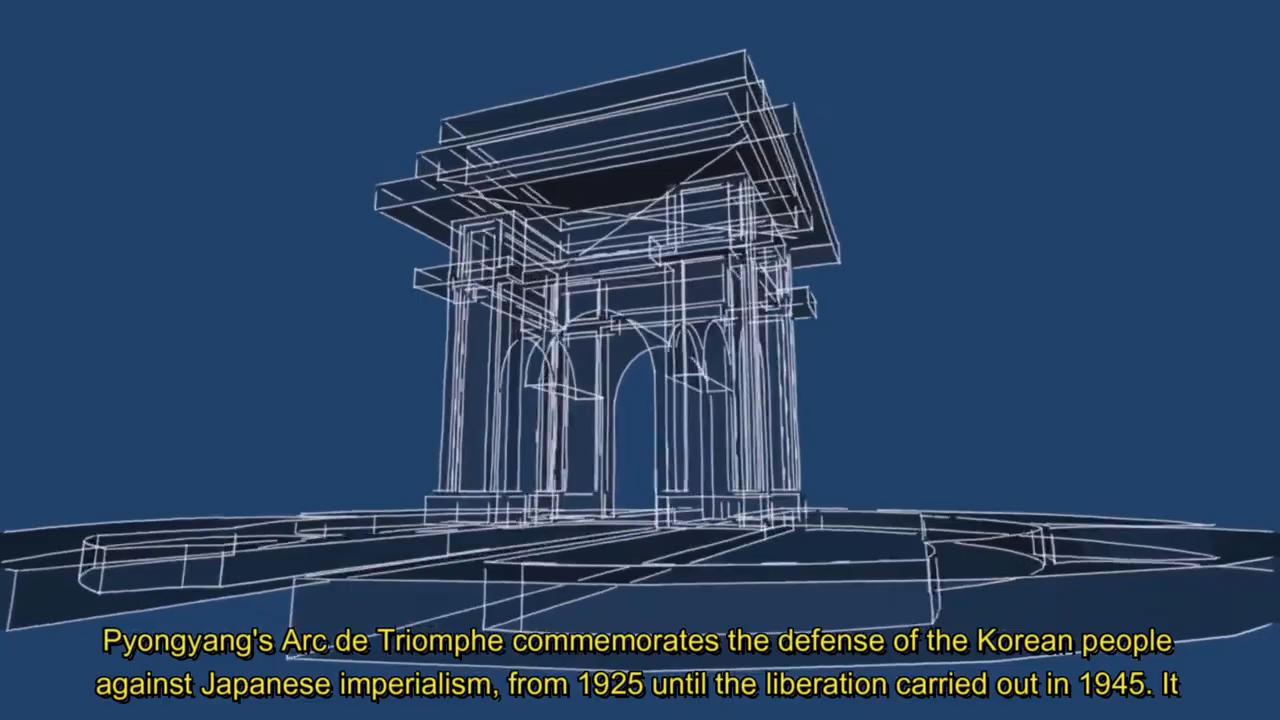 Pyongyang's Arc de Triomphe commemorates the defense of the Korean people
against Japanese imperialism, from 1925 until the liberation carried out in 1945. It